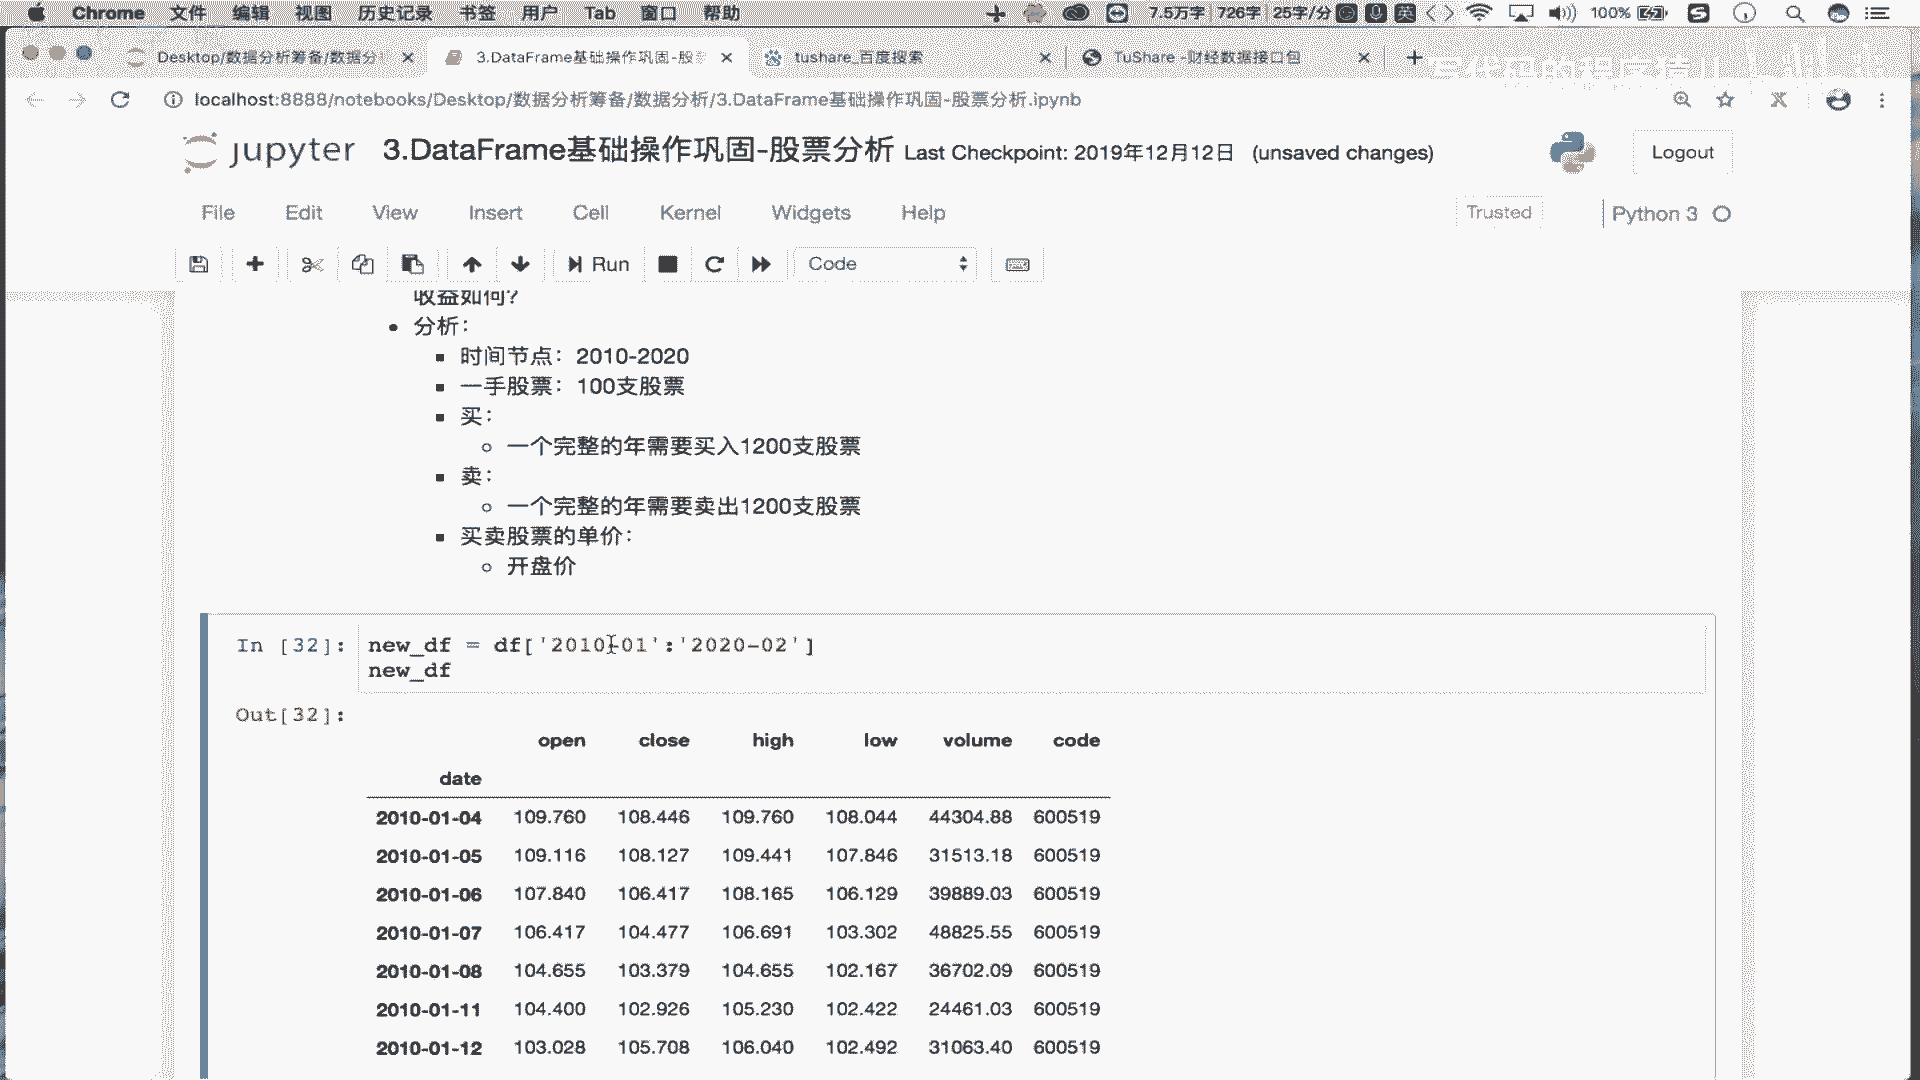 Chrome 文件 编辑 视图 历史记录 书签 用户 Tab 窗口 帮助 7.5万字 726字 25字/分 英 100%
Desktop/数据分析筹备/数据分 3.DataFrame基础操作巩固-股 tushare_百度搜索 TuShare -财经数据接口包
写代码的程序猿儿
localhost:8888/notebooks/Desktop/数据分析筹备/数据分析/3.DataFrame基础操作巩固-股票分析.ipynb
jupyter 3.DataFrame基础操作巩固-股票分析 Last Checkpoint: 2019年12月12日 (unsaved changes) Logout
File Edit View Insert Cell Kernel Widgets Help Trusted Python 3
Run Code
收益如何?
分析:
时间节点: 2010-2020
一手股票: 100支股票
买:
一个完整的年需要买入1200支股票
卖:
一个完整的年需要卖出1200支股票
买卖股票的单价:
开盘价
In [32]: new_df = df['2010-01':'2020-02']
new_df
Out[32]:
open close high low volume code
date
2010-01-04 109.760 108.446 109.760 108.044 44304.88 600519
2010-01-05 109.116 108.127 109.441 107.846 31513.18 600519
2010-01-06 107.840 106.417 108.165 106.129 39889.03 600519
2010-01-07 106.417 104.477 106.691 103.302 48825.55 600519
2010-01-08 104.655 103.379 104.655 102.167 36702.09 600519
2010-01-11 104.400 102.926 105.230 102.422 24461.03 600519
2010-01-12 103.028 105.708 106.040 102.492 31063.40 600519